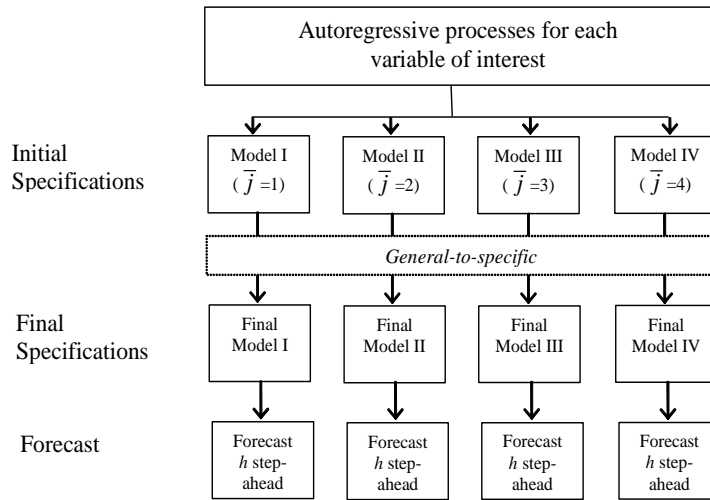 Autoregressive processes for each
variable of interest
Initial
Specifications
Model I
( j̅ =1)
Model II
( j̅ =2)
Model III
( j̅ =3)
Model IV
( j̅ =4)
General-to-specific
Final
Specifications
Final
Model I
Final
Model II
Final
Model III
Final
Model IV
Forecast
Forecast
h step-
ahead
Forecast
h step-
ahead
Forecast
h step-
ahead
Forecast
h step-
ahead